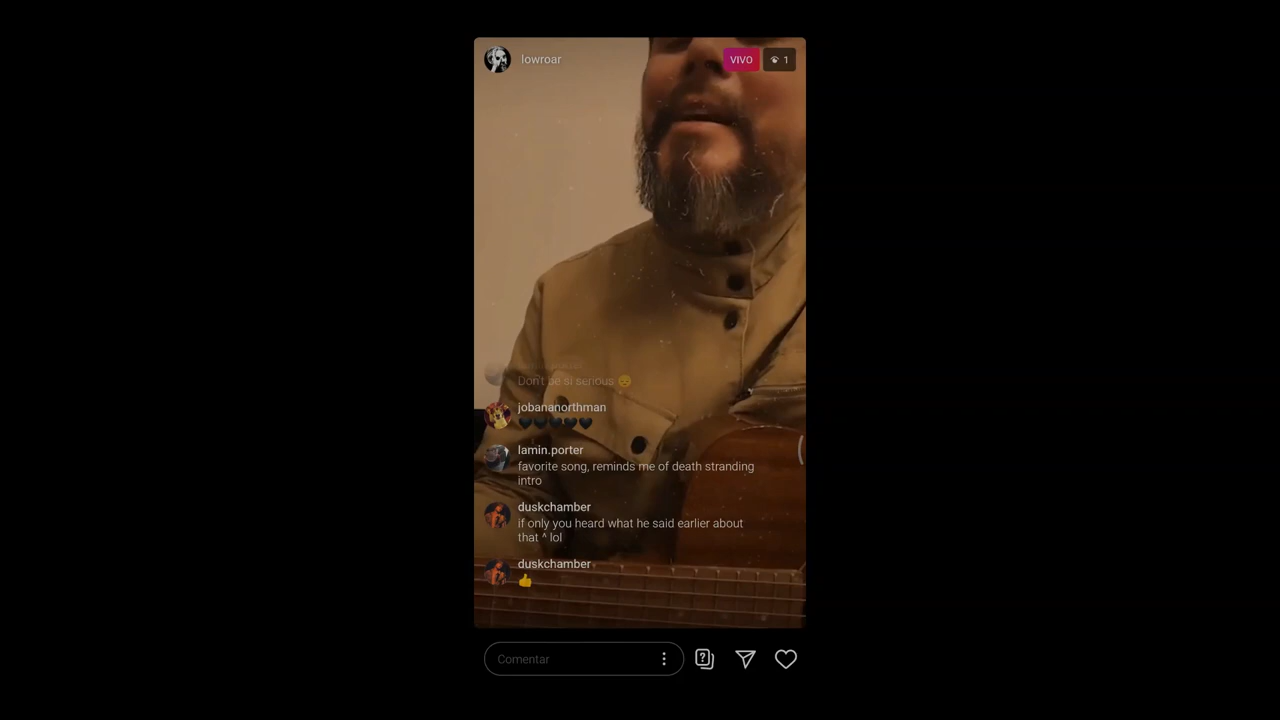 lowroar
VIVO
1
Don't be si serious 😔
jobananorthman
🖤🖤🖤🖤🖤
lamin.porter
favorite song, reminds me of death stranding
intro
duskchamber
if only you heard what he said earlier about
that ^ lol
duskchamber
👍
Comentar